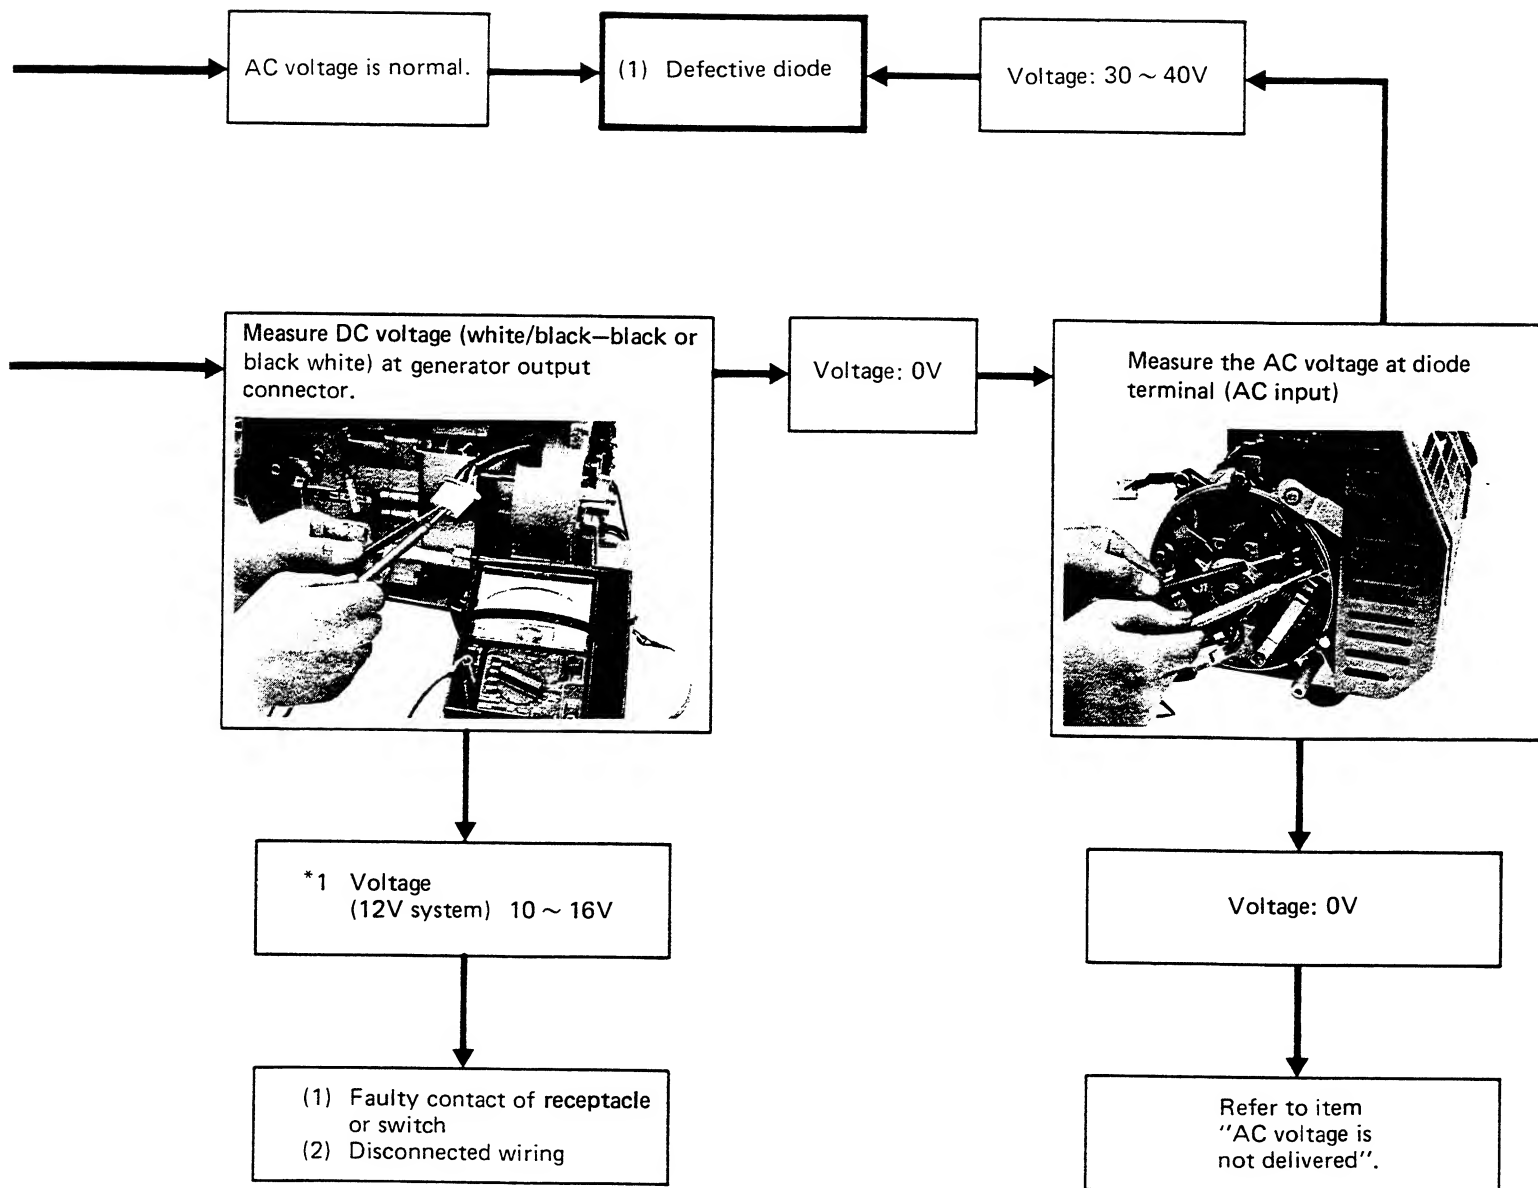 AC voltage is normal.
(1) Defective diode
Voltage: 30 ~ 40V
Measure DC voltage (white/black—black or
black white) at generator output
connector.
Voltage: 0V
Measure the AC voltage at diode
terminal (AC input)
*1 Voltage
(12V system) 10 ~ 16V
Voltage: 0V
(1) Faulty contact of receptacle
or switch
(2) Disconnected wiring
Refer to item
"AC voltage is
not delivered".